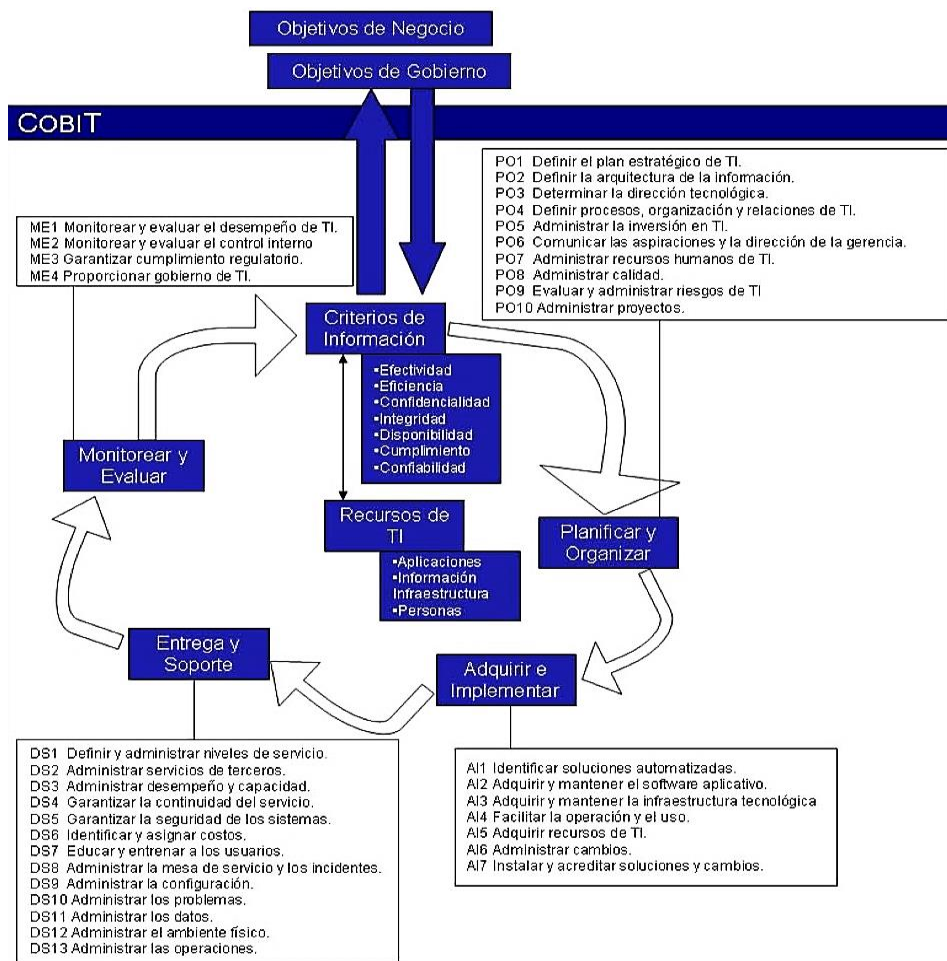 Objetivos de Negocio
Objetivos de Gobierno
COBIT
PO1 Definir el plan estratégico de TI.
PO2 Definir la arquitectura de la información.
PO3 Determinar la dirección tecnológica.
PO4 Definir procesos, organización y relaciones de TI.
PO5 Administrar la inversión en TI.
PO6 Comunicar las aspiraciones y la dirección de la gerencia.
PO7 Administrar recursos humanos de TI.
PO8 Administrar calidad.
PO9 Evaluar y administrar riesgos de TI
PO10 Administrar proyectos.
ME1 Monitorear y evaluar el desempeño de TI.
ME2 Monitorear y evaluar el control interno
ME3 Garantizar cumplimiento regulatorio.
ME4 Proporcionar gobierno de TI.
Criterios de
Información
•Efectividad
•Eficiencia
•Confidencialidad
•Integridad
•Disponibilidad
•Cumplimiento
•Confiabilidad
Monitorear y
Evaluar
Recursos de
TI
•Aplicaciones
•Información
Infraestructura
•Personas
Planificar y
Organizar
Entrega y
Soporte
Adquirir e
Implementar
DS1 Definir y administrar niveles de servicio.
DS2 Administrar servicios de terceros.
DS3 Administrar desempeño y capacidad.
DS4 Garantizar la continuidad del servicio.
DS5 Garantizar la seguridad de los sistemas.
DS6 Identificar y asignar costos.
DS7 Educar y entrenar a los usuarios.
DS8 Administrar la mesa de servicio y los incidentes.
DS9 Administrar la configuración.
DS10 Administrar los problemas.
DS11 Administrar los datos.
DS12 Administrar el ambiente físico.
DS13 Administrar las operaciones.
AI1 Identificar soluciones automatizadas.
AI2 Adquirir y mantener el software aplicativo.
AI3 Adquirir y mantener la infraestructura tecnológica
AI4 Facilitar la operación y el uso.
AI5 Adquirir recursos de TI.
AI6 Administrar cambios.
AI7 Instalar y acreditar soluciones y cambios.